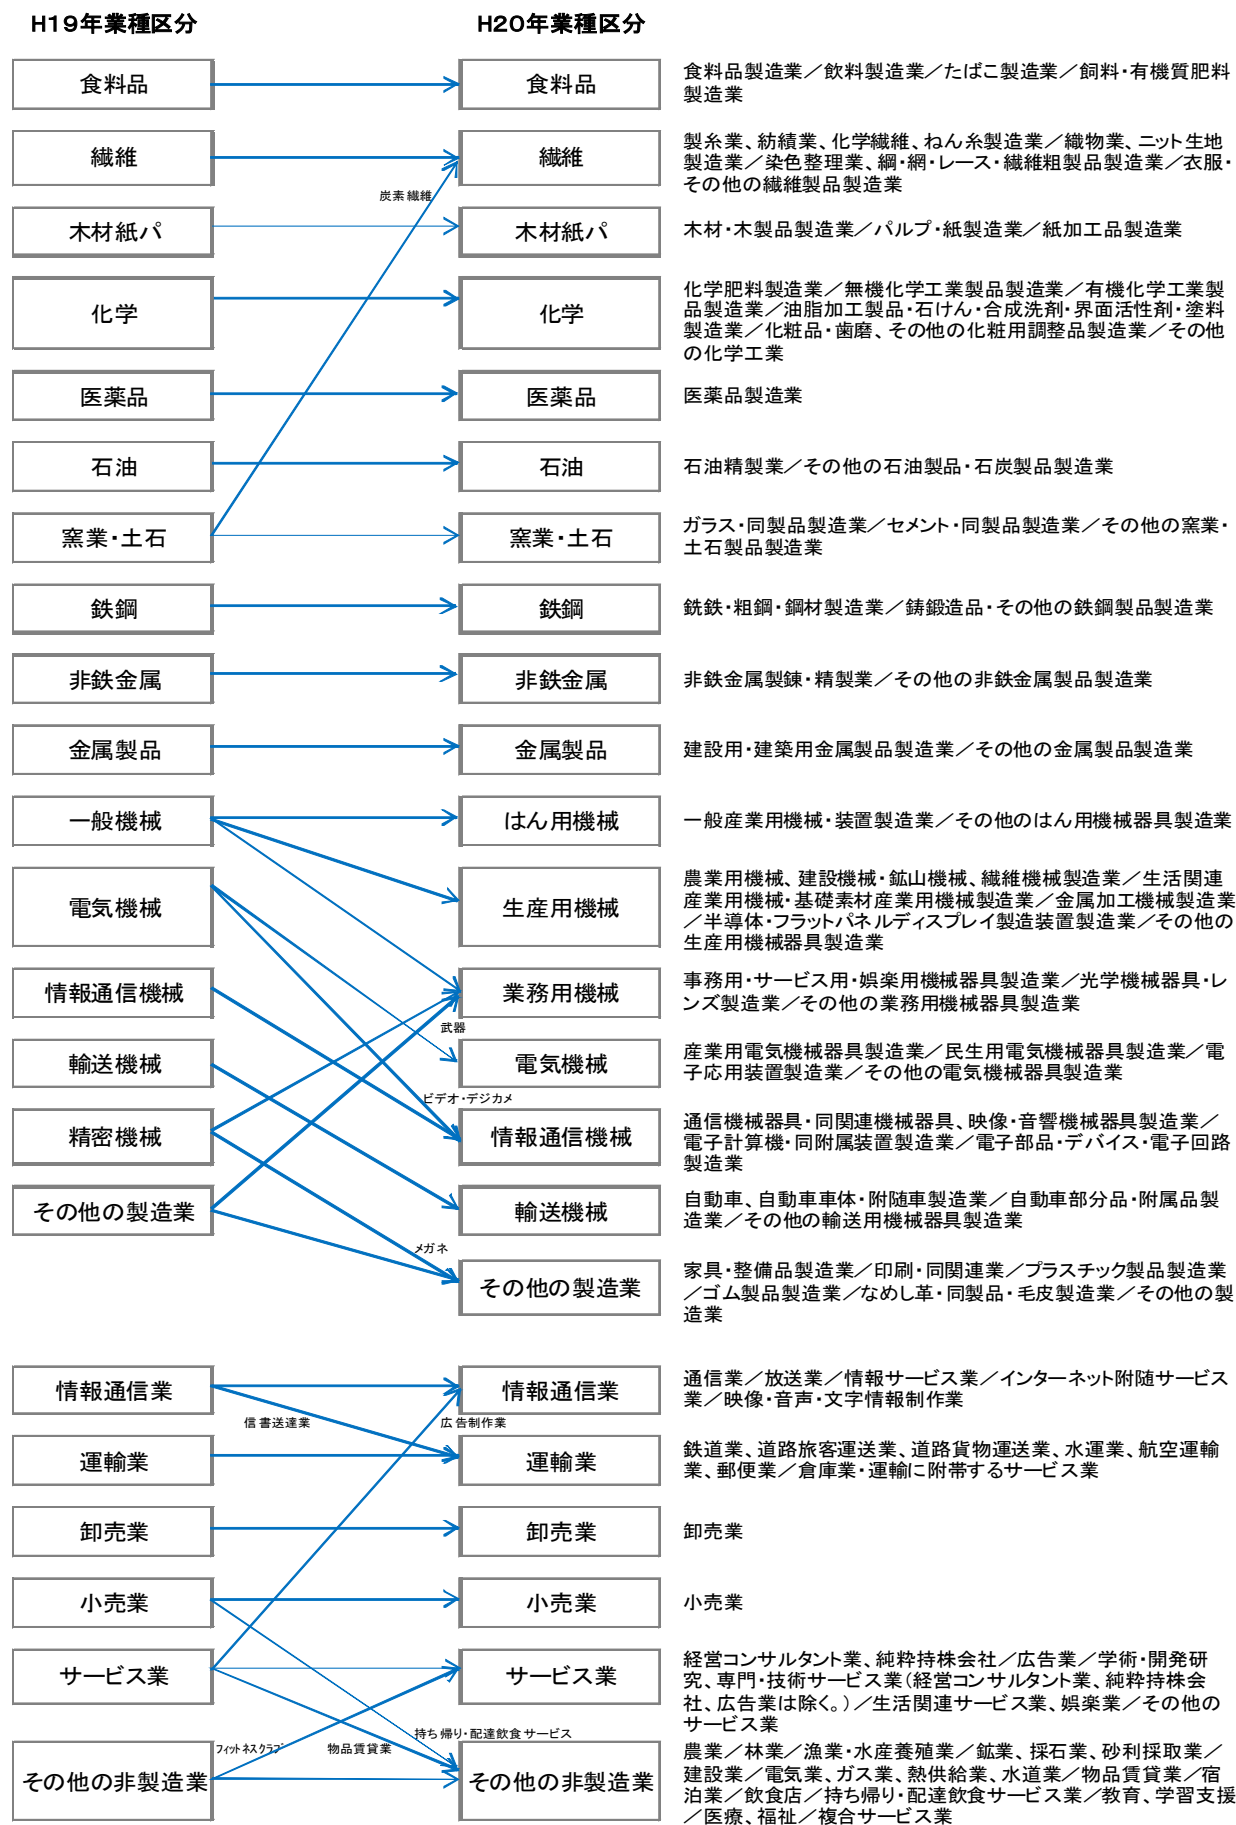 H19年業種区分 H20年業種区分
食料品 食料品 食料品製造業／飲料製造業／たばこ製造業／飼料・有機質肥料
製造業
繊維 繊維 製糸業、紡績業、化学繊維、ねん糸製造業／織物業、ニット生地
製造業／染色整理業、綱・網・レース・繊維粗製品製造業／衣服・
その他の繊維製品製造業
炭素繊維
木材紙パ 木材紙パ 木材・木製品製造業／パルプ・紙製造業／紙加工品製造業
化学 化学 化学肥料製造業／無機化学工業製品製造業／有機化学工業製
品製造業／油脂加工製品・石けん・合成洗剤・界面活性剤・塗料
製造業／化粧品・歯磨、その他の化粧用調整品製造業／その他
の化学工業
医薬品 医薬品 医薬品製造業
石油 石油 石油精製業／その他の石油製品・石炭製品製造業
窯業・土石 窯業・土石 ガラス・同製品製造業／セメント・同製品製造業／その他の窯業・
土石製品製造業
鉄鋼 鉄鋼 銑鉄・粗鋼・鋼材製造業／鋳鍛造品・その他の鉄鋼製品製造業
非鉄金属 非鉄金属 非鉄金属製錬・精製業／その他の非鉄金属製品製造業
金属製品 金属製品 建設用・建築用金属製品製造業／その他の金属製品製造業
一般機械 はん用機械 一般産業用機械・装置製造業／その他のはん用機械器具製造業
電気機械 生産用機械 農業用機械、建設機械・鉱山機械、繊維機械製造業／生活関連
産業用機械・基礎素材産業用機械製造業／金属加工機械製造業
／半導体・フラットパネルディスプレイ製造装置製造業／その他の
生産用機械器具製造業
情報通信機械 業務用機械 事務用・サービス用・娯楽用機械器具製造業／光学機械器具・レ
ンズ製造業／その他の業務用機械器具製造業
武器
輸送機械 電気機械 産業用電気機械器具製造業／民生用電気機械器具製造業／電
子応用装置製造業／その他の電気機械器具製造業
ビデオ・デジカメ
精密機械 情報通信機械 通信機械器具・同関連機械器具、映像・音響機械器具製造業／
電子計算機・同附属装置製造業／電子部品・デバイス・電子回路
製造業
その他の製造業 輸送機械 自動車、自動車車体・附随車製造業／自動車部分品・附属品製
造業／その他の輸送用機械器具製造業
メガネ
その他の製造業 家具・整備品製造業／印刷・同関連業／プラスチック製品製造業
／ゴム製品製造業／なめし革・同製品・毛皮製造業／その他の製
造業
情報通信業 情報通信業 通信業／放送業／情報サービス業／インターネット附随サービス
業／映像・音声・文字情報制作業
信書送達業 広告制作業
運輸業 運輸業 鉄道業、道路旅客運送業、道路貨物運送業、水運業、航空運輸
業、郵便業／倉庫業・運輸に附帯するサービス業
卸売業 卸売業 卸売業
小売業 小売業 小売業
サービス業 サービス業 経営コンサルタント業、純粋持株会社／広告業／学術・開発研
究、専門・技術サービス業（経営コンサルタント業、純粋持株会
社、広告業は除く。）／生活関連サービス業、娯楽業／その他の
サービス業
持ち帰り・配達飲食サービス
フィットネスクラブ 物品賃貸業
その他の非製造業 その他の非製造業 農業／林業／漁業・水産養殖業／鉱業、採石業、砂利採取業／
建設業／電気業、ガス業、熱供給業、水道業／物品賃貸業／宿
泊業／飲食店／持ち帰り・配達飲食サービス業／教育、学習支援
／医療、福祉／複合サービス業